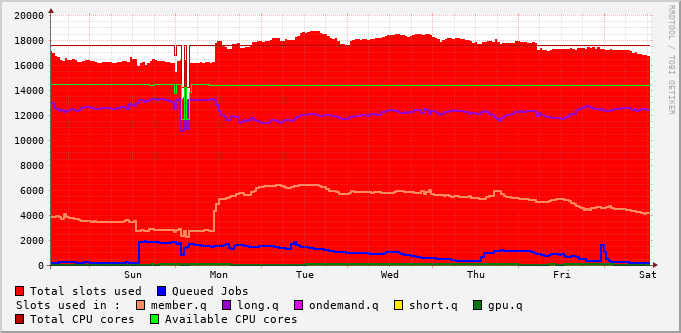 20000
18000
16000
14000
12000
10000
8000
6000
4000
2000
0
Sun Mon Tue Wed Thu Fri Sat
RRDTOOL / TOBI OETIKER
Total slots used Queued Jobs
Slots used in : member.q long.q ondemand.q short.q gpu.q
Total CPU cores Available CPU cores